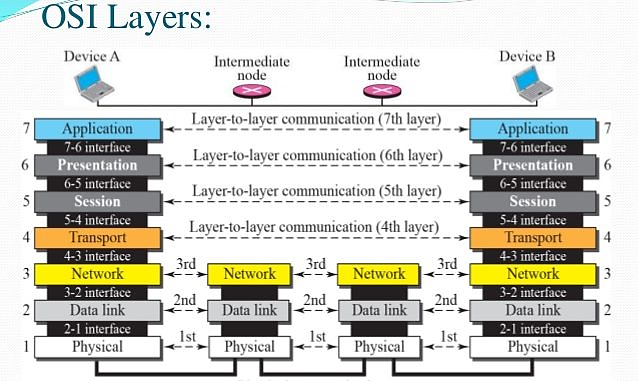 OSI Layers:
Device A
Intermediate
node
Intermediate
node
Device B
7 Application Layer-to-layer communication (7th layer) Application 7
7-6 interface 7-6 interface
6 Presentation Layer-to-layer communication (6th layer) Presentation 6
6-5 interface 6-5 interface
5 Session Layer-to-layer communication (5th layer) Session 5
5-4 interface 5-4 interface
4 Transport Layer-to-layer communication (4th layer) Transport 4
4-3 interface 4-3 interface
3 Network 3rd Network 3rd Network 3rd Network 3
3-2 interface 3-2 interface
2 Data link 2nd Data link 2nd Data link 2nd Data link 2
2-1 interface 2-1 interface
1 Physical 1st Physical 1st Physical 1st Physical 1